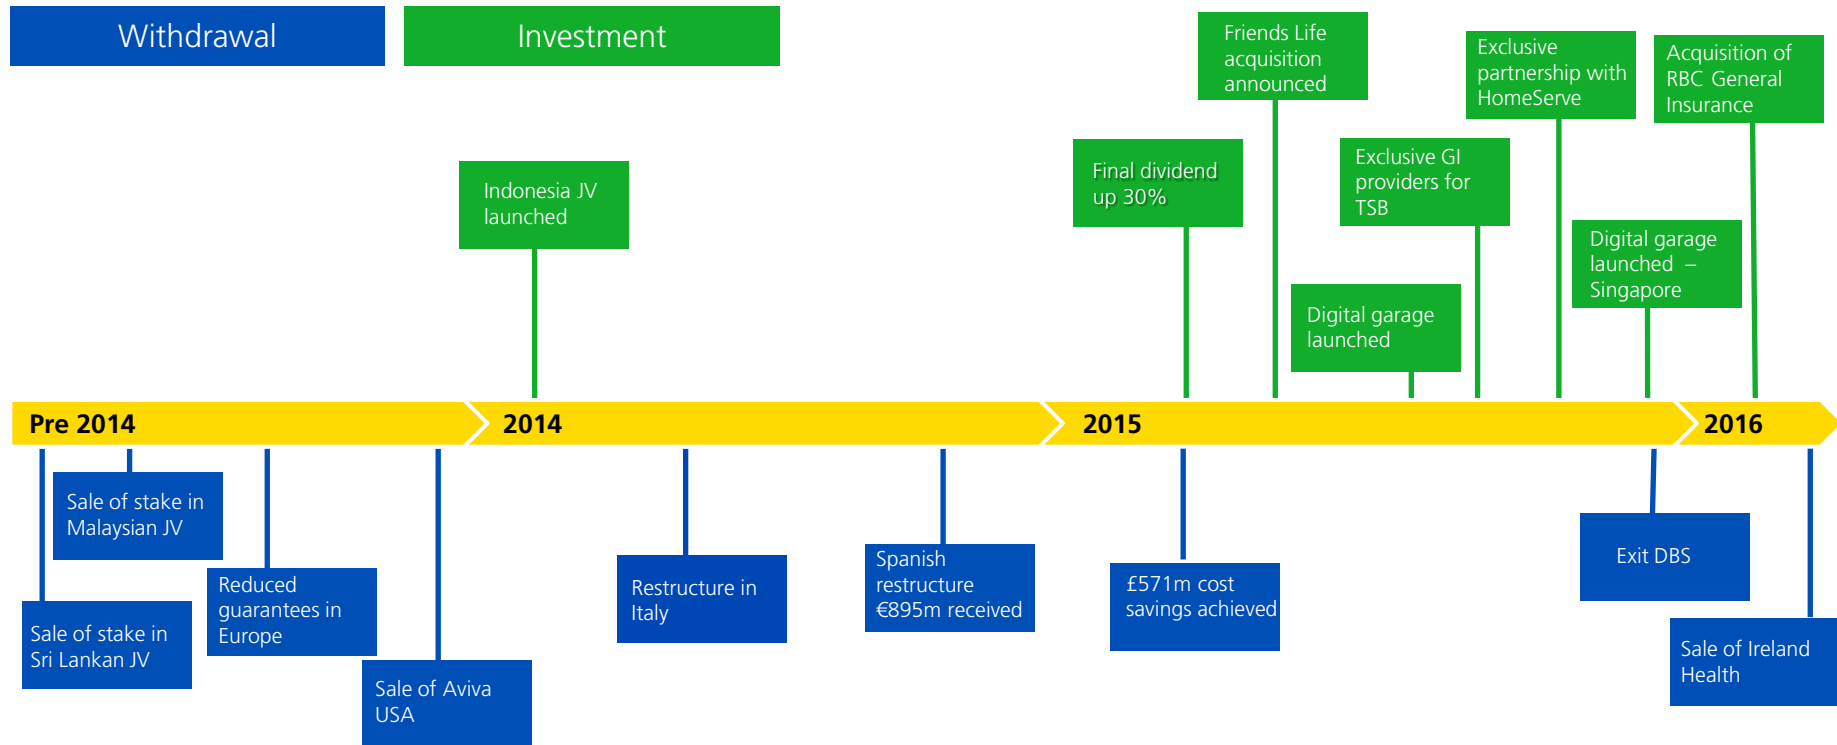 Withdrawal
Investment
Friends Life
acquisition
announced
Exclusive
partnership with
HomeServe
Acquisition of
RBC General
Insurance
Final dividend
up 30%
Exclusive GI
providers for
TSB
Indonesia JV
launched
Digital garage
launched –
Singapore
Digital garage
launched
Pre 2014
2014
2015
2016
Sale of stake in
Malaysian JV
Sale of stake in
Sri Lankan JV
Reduced
guarantees in
Europe
Sale of Aviva
USA
Restructure in
Italy
Spanish
restructure
€895m received
£571m cost
savings achieved
Exit DBS
Sale of Ireland
Health